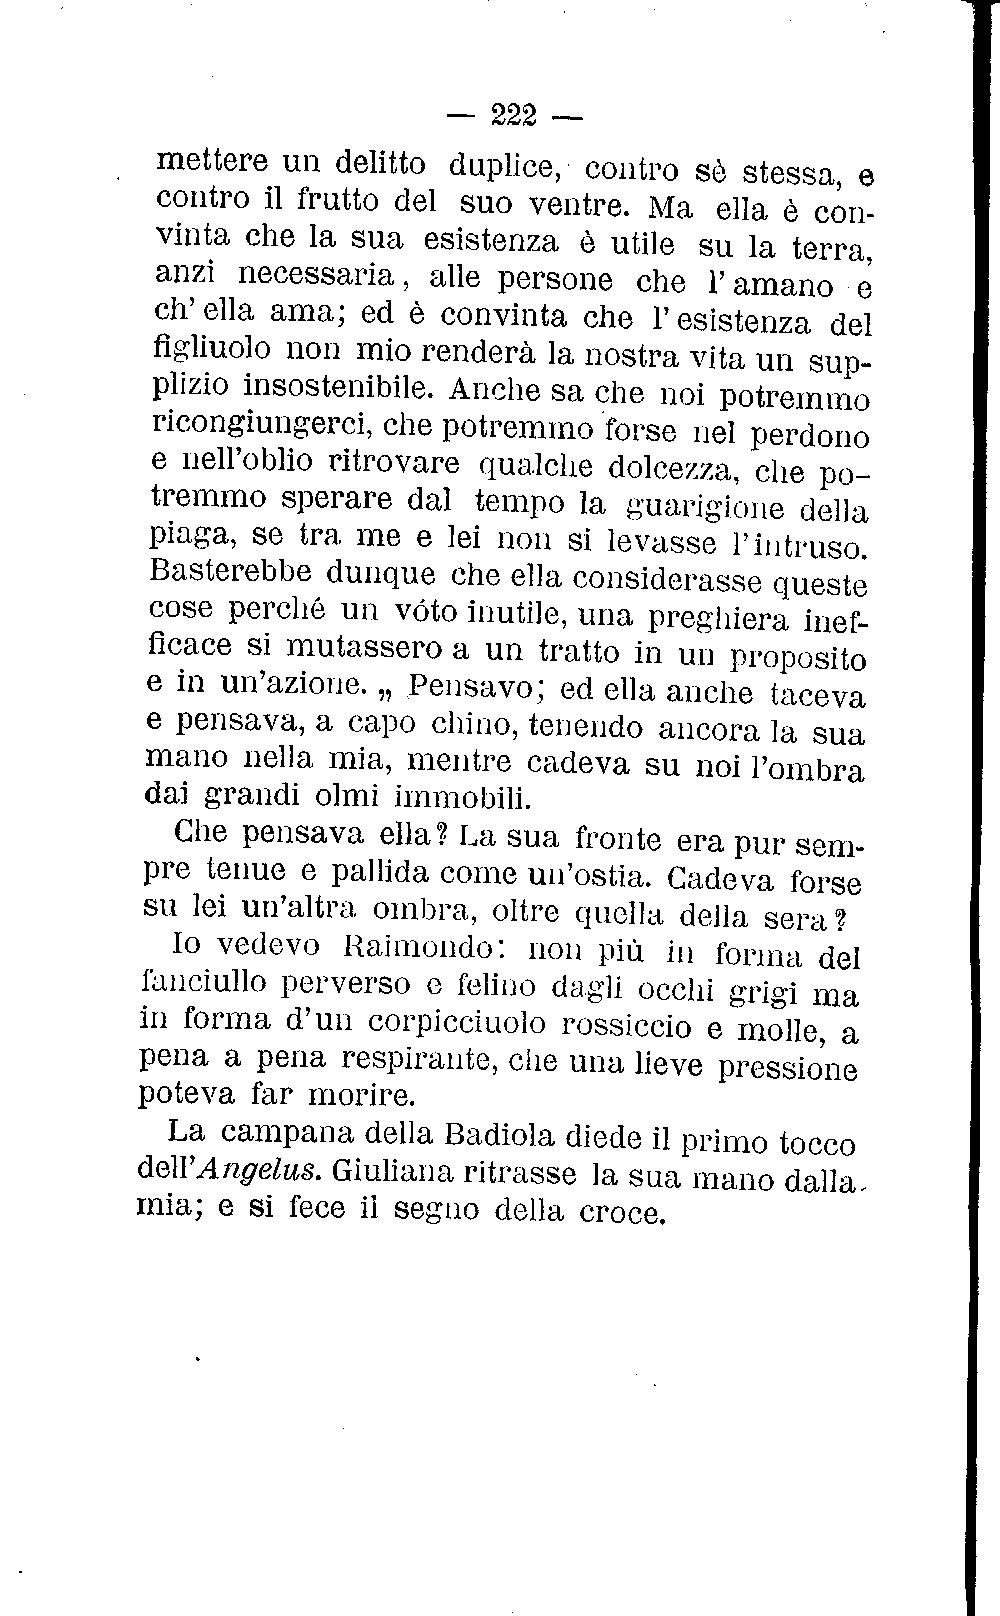 — 222 —
mettere un delitto duplice, contro sè stessa, e
contro il frutto del suo ventre. Ma ella è con-
vinta che la sua esistenza è utile su la terra,
anzi necessaria, alle persone che l'amano e
ch'ella ama; ed è convinta che l'esistenza del
figliuolo non mio renderà la nostra vita un sup-
plizio insostenibile. Anche sa che noi potremmo
ricongiungerci, che potremmo forse nel perdono
e nell'oblio ritrovare qualche dolcezza, che po-
tremmo sperare dal tempo la guarigione della
piaga, se tra me e lei non si levasse l'intruso.
Basterebbe dunque che ella considerasse queste
cose perché un vóto inutile, una preghiera inef-
ficace si mutassero a un tratto in un proposito
e in un'azione. „ Pensavo; ed ella anche taceva
e pensava, a capo chino, tenendo ancora la sua
mano nella mia, mentre cadeva su noi l'ombra
dai grandi olmi immobili.
Che pensava ella? La sua fronte era pur sem-
pre tenue e pallida come un'ostia. Cadeva forse
su lei un'altra ombra, oltre quella della sera?
Io vedevo Raimondo: non più in forma del
fanciullo perverso e felino dagli occhi grigi ma
in forma d'un corpicciuolo rossiccio e molle, a
pena a pena respirante, che una lieve pressione
poteva far morire.
La campana della Badiola diede il primo tocco
dell'Angelus. Giuliana ritrasse la sua mano dalla
mia; e si fece il segno della croce.